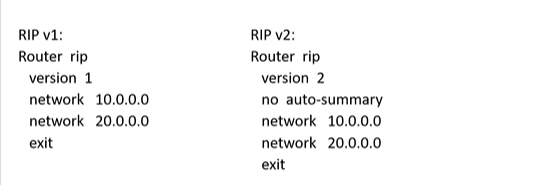 RIP v1:
Router rip
version 1
network 10.0.0.0
network 20.0.0.0
exit
RIP v2:
Router rip
version 2
no auto-summary
network 10.0.0.0
network 20.0.0.0
exit